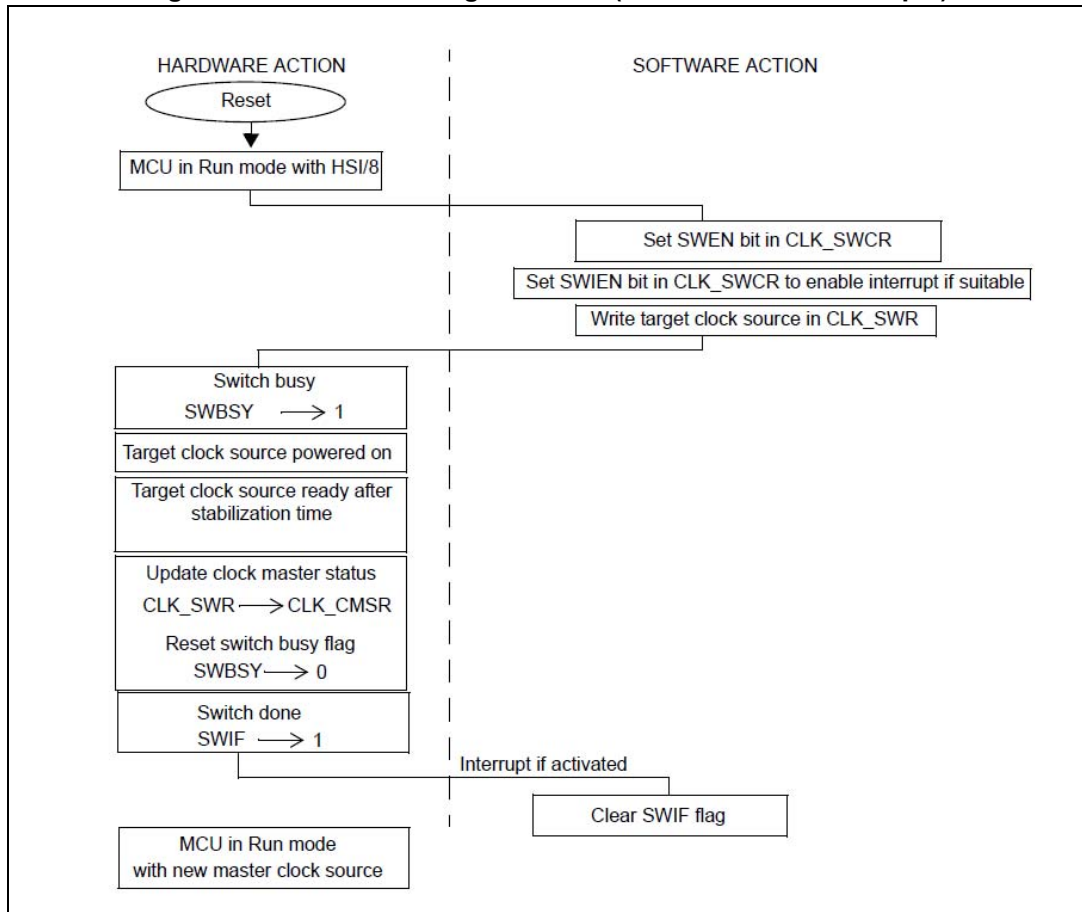 HARDWARE ACTION
SOFTWARE ACTION
Reset
MCU in Run mode with HSI/8
Set SWEN bit in CLK_SWCR
Set SWIEN bit in CLK_SWCR to enable interrupt if suitable
Write target clock source in CLK_SWR
Switch busy
SWBSY → 1
Target clock source powered on
Target clock source ready after
stabilization time
Update clock master status
CLK_SWR → CLK_CMSR
Reset switch busy flag
SWBSY → 0
Switch done
SWIF → 1
Interrupt if activated
Clear SWIF flag
MCU in Run mode
with new master clock source